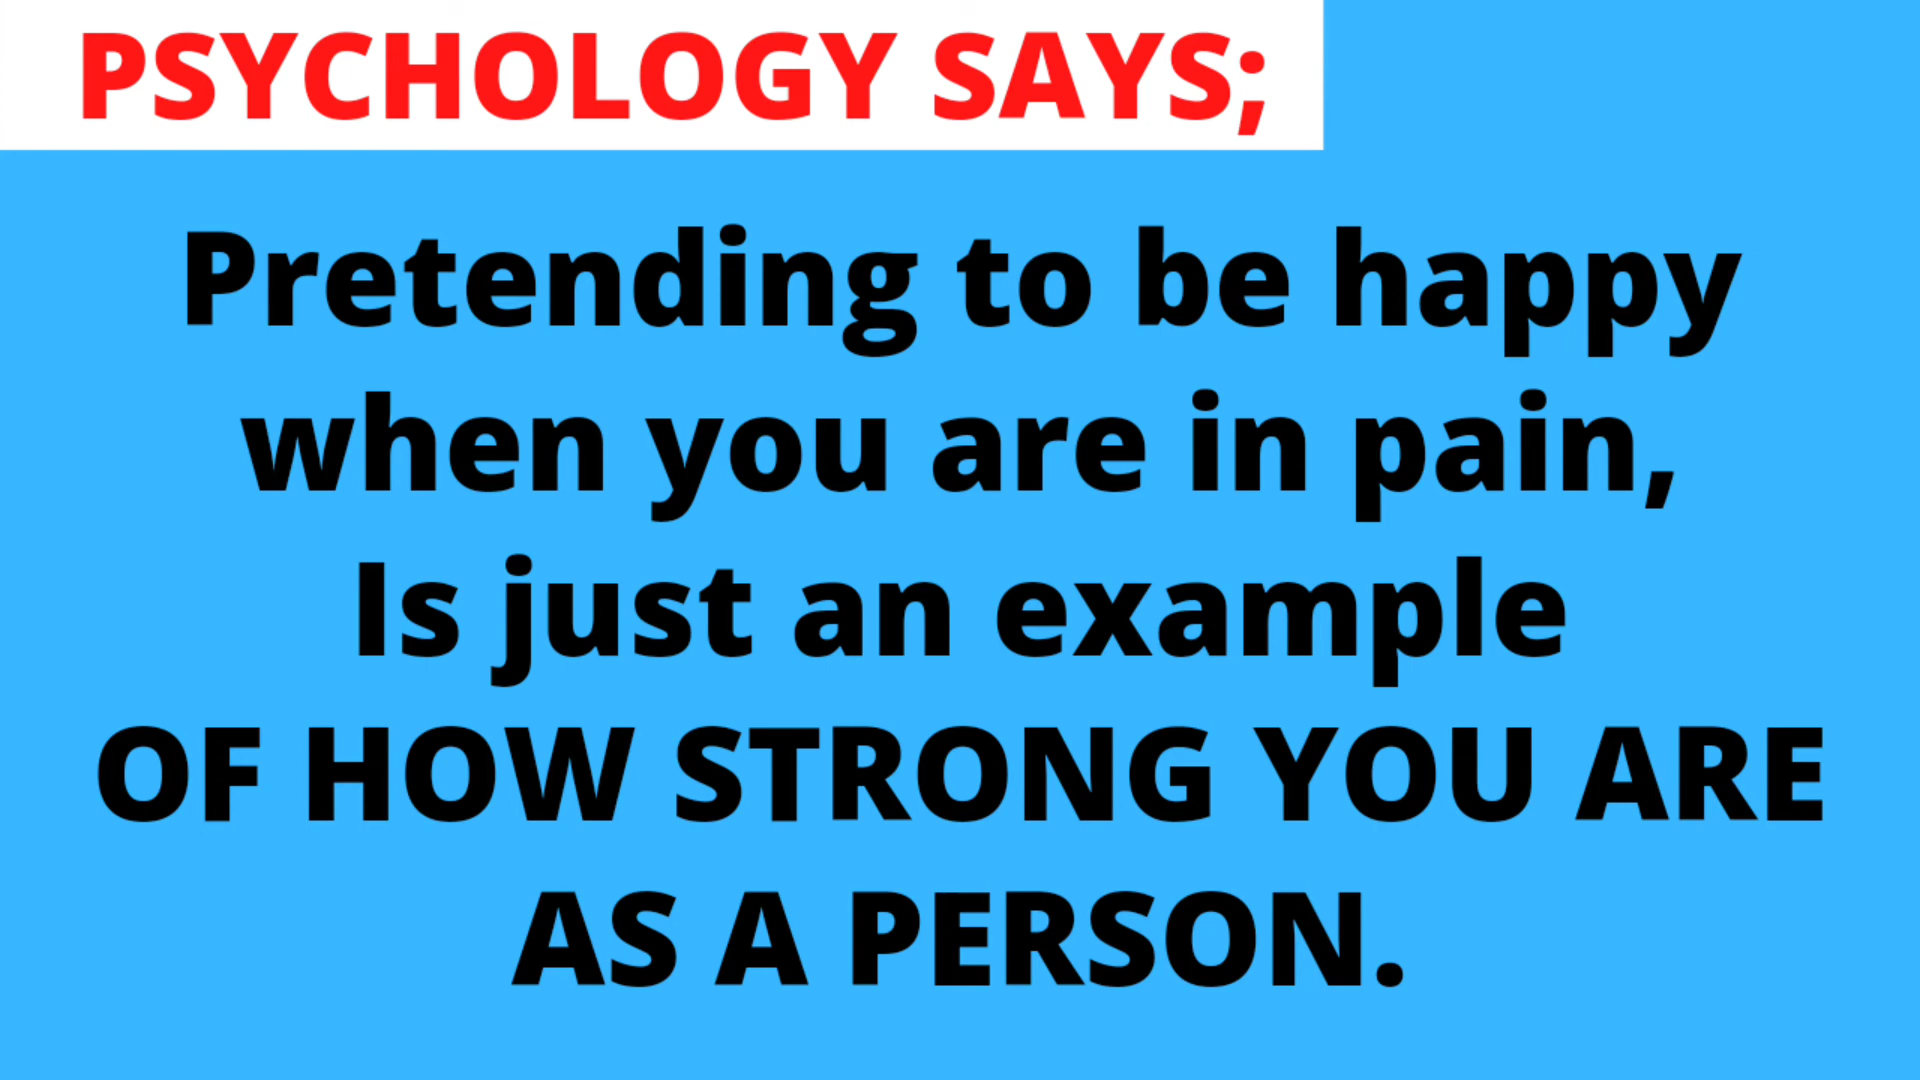 PSYCHOLOGY SAYS;
Pretending to be happy
when you are in pain,
Is just an example
OF HOW STRONG YOU ARE
AS A PERSON.